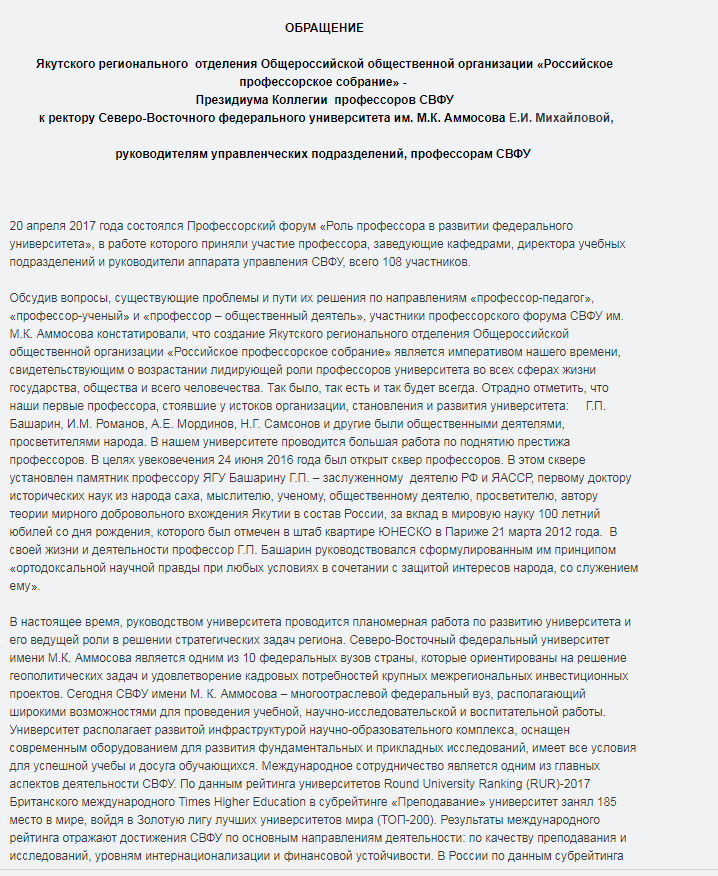 ОБРАЩЕНИЕ
Якутского регионального отделения Общероссийской общественной организации «Российское
профессорское собрание» -
Президиума Коллегии профессоров СВФУ
к ректору Северо-Восточного федерального университета им. М.К. Аммосова Е.И. Михайловой,
руководителям управленческих подразделений, профессорам СВФУ
20 апреля 2017 года состоялся Профессорский форум «Роль профессора в развитии федерального
университета», в работе которого приняли участие профессора, заведующие кафедрами, директора учебных
подразделений и руководители аппарата управления СВФУ, всего 108 участников.
Обсудив вопросы, существующие проблемы и пути их решения по направлениям «профессор-педагог»,
«профессор-ученый» и «профессор – общественный деятель», участники профессорского форума СВФУ им.
М.К. Аммосова констатировали, что создание Якутского регионального отделения Общероссийской
общественной организации «Российское профессорское собрание» является императивом нашего времени,
свидетельствующим о возрастании лидирующей роли профессоров университета во всех сферах жизни
государства, общества и всего человечества. Так было, так есть и так будет всегда. Отрадно отметить, что
наши первые профессора, стоявшие у истоков организации, становления и развития университета: Г.П.
Башарин, И.М. Романов, А.Е. Мординов, Н.Г. Самсонов и другие были общественными деятелями,
просветителями народа. В нашем университете проводится большая работа по поднятию престижа
профессоров. В целях увековечения 24 июня 2016 года был открыт сквер профессоров. В этом сквере
установлен памятник профессору ЯГУ Башарину Г.П. – заслуженному деятелю РФ и ЯАССР, первому доктору
исторических наук из народа саха, мыслителю, ученому, общественному деятелю, просветителю, автору
теории мирного добровольного вхождения Якутии в состав России, за вклад в мировую науку 100 летний
юбилей со дня рождения, которого был отмечен в штаб квартире ЮНЕСКО в Париже 21 марта 2012 года. В
своей жизни и деятельности профессор Г.П. Башарин руководствовался сформулированным им принципом
«ортодоксальной научной правды при любых условиях в сочетании с защитой интересов народа, со служением
ему».
В настоящее время, руководством университета проводится планомерная работа по развитию университета и
его ведущей роли в решении стратегических задач региона. Северо-Восточный федеральный университет
имени М.К. Аммосова является одним из 10 федеральных вузов страны, которые ориентированы на решение
геополитических задач и удовлетворение кадровых потребностей крупных межрегиональных инвестиционных
проектов. Сегодня СВФУ имени М. К. Аммосова – многоотраслевой федеральный вуз, располагающий
широкими возможностями для проведения учебной, научно-исследовательской и воспитательной работы.
Университет располагает развитой инфраструктурой научно-образовательного комплекса, оснащен
современным оборудованием для развития фундаментальных и прикладных исследований, имеет все условия
для успешной учебы и досуга обучающихся. Международное сотрудничество является одним из главных
аспектов деятельности СВФУ. По данным рейтинга университетов Round University Ranking (RUR)-2017
Британского международного Times Higher Education в субрейтинге «Преподавание» университет занял 185
место в мире, войдя в Золотую лигу лучших университетов мира (ТОП-200). Результаты международного
рейтинга отражают достижения СВФУ по основным направлениям деятельности: по качеству преподавания и
исследований, уровням интернационализации и финансовой устойчивости. В России по данным субрейтинга